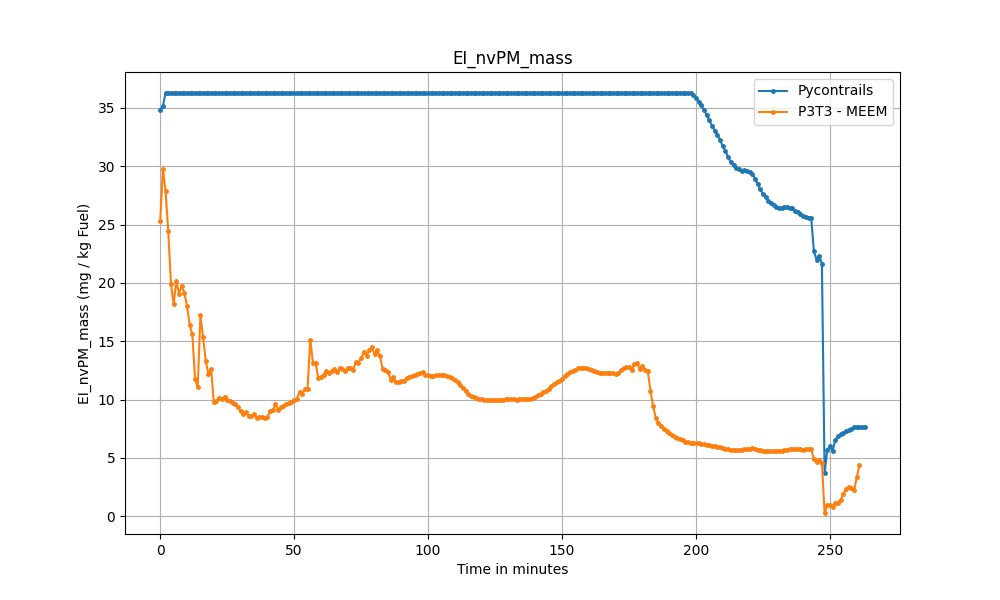 EI_nvPM_mass
Pycontrails
P3T3 - MEEM
EI_nvPM_mass (mg / kg Fuel)
35
30
25
20
15
10
5
0
0 50 100 150 200 250
Time in minutes